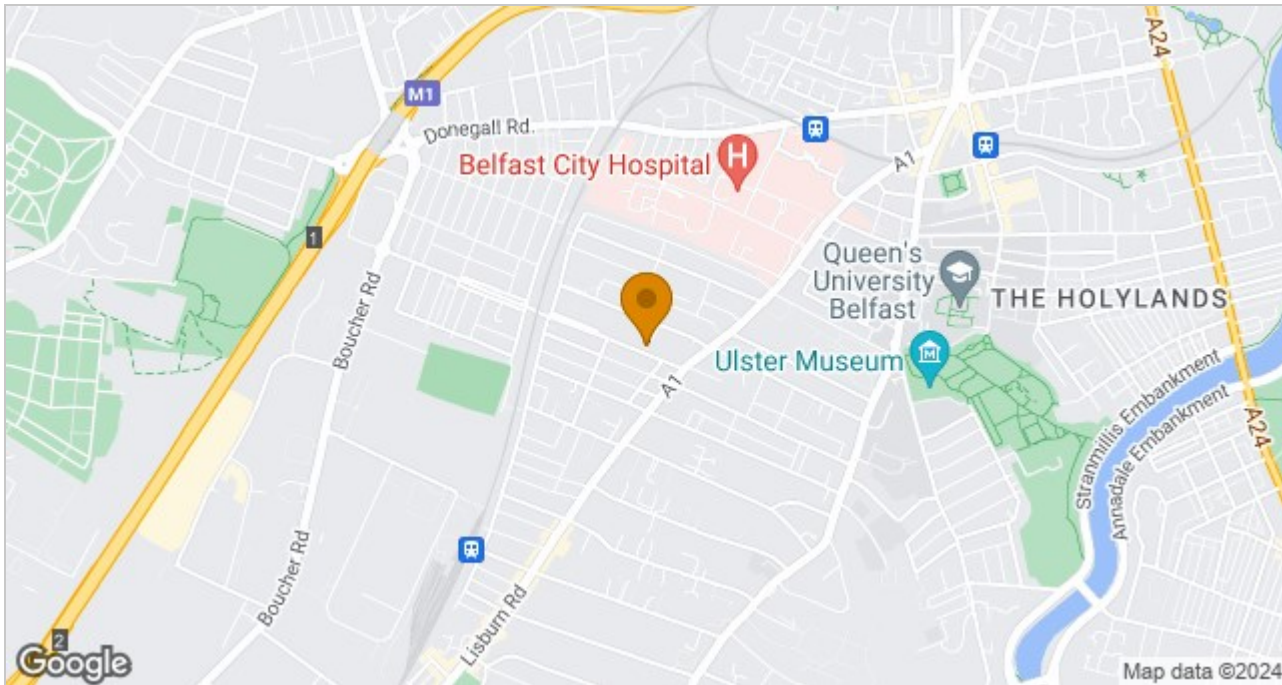 A24
M1
Donegall Rd.
Belfast City Hospital
H
A1
1
Boucher Rd
Queen's
University
Belfast
THE HOLYLANDS
Ulster Museum
M
A1
Stranmillis Embankment
Annadale Embankment
A24
Boucher Rd
Lisburn Rd
2
Google
Map data ©2024